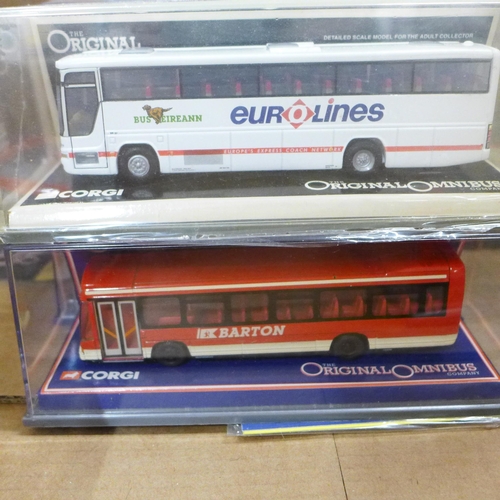 THE
ORIGINAL
DETAILED SCALE MODEL FOR THE ADULT COLLECTOR
BUS EIREANN
EUROLINES
EUROPE'S EXPRESS COACH NETWORK
CORGI
THE
ORIGINAL OMNIBUS
COMPANY
BARTON
CORGI
THE
ORIGINAL OMNIBUS
COMPANY